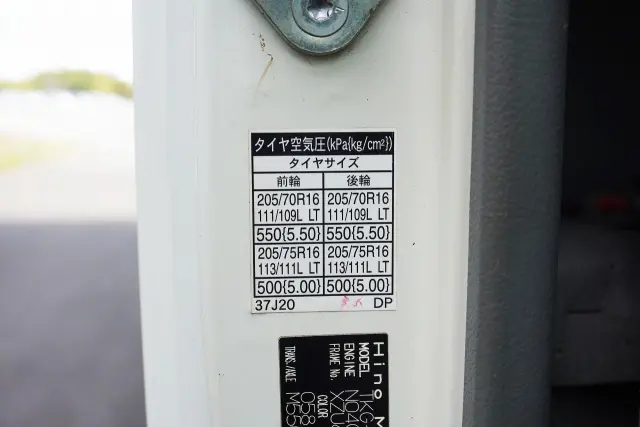 タイヤ空気圧(kPa{kg/cm²})
タイヤサイズ
前輪 後輪
205/70R16 205/70R16
111/109L LT 111/109L LT
550{5.50} 550{5.50}
205/75R16 205/75R16
113/111L LT 113/111L LT
500{5.00} 500{5.00}
37J20 DP
Hino
MODEL TKG-
ENGINE
FRAME No. XZU
COLOR 058
TRANS./AXLE